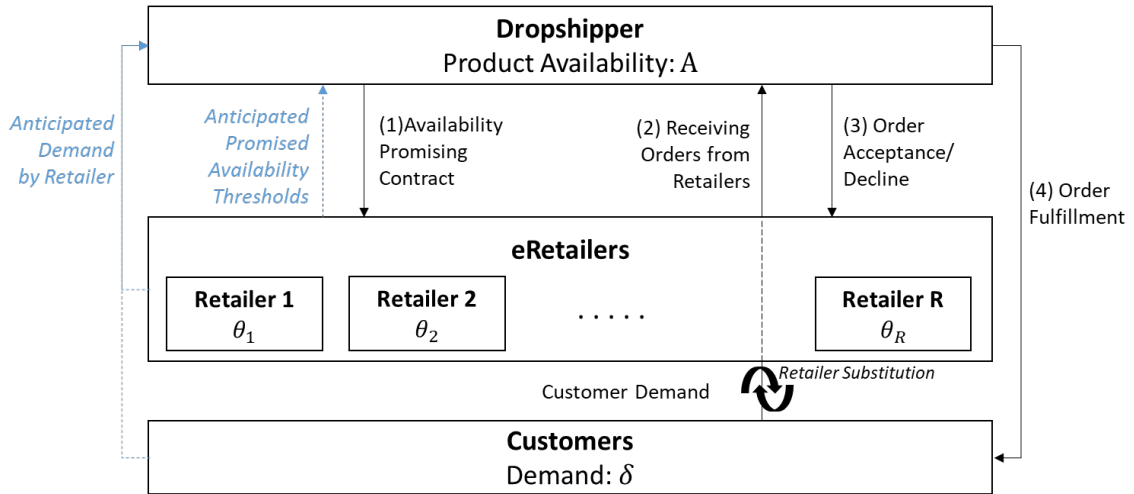 Dropshipper
Product Availability: A
Anticipated
Demand
by Retailer
Anticipated
Promised
Availability
Thresholds
(1)Availability
Promising
Contract
(2) Receiving
Orders from
Retailers
(3) Order
Acceptance/
Decline
(4) Order
Fulfillment
eRetailers
Retailer 1
θ₁
Retailer 2
θ₂
. . . . .
Retailer R
θ_R
Retailer Substitution
Customer Demand
Customers
Demand: δ